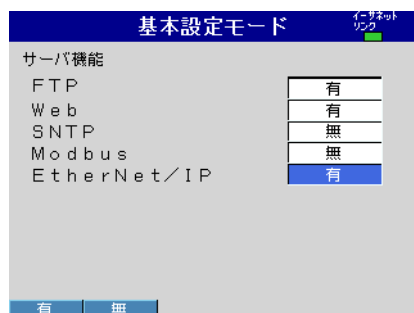 基本設定モード
イーサネット
リンク
サーバ機能
ＦＴＰ 有
Ｗｅｂ 有
ＳＮＴＰ 無
Ｍｏｄｂｕｓ 無
ＥｔｈｅｒＮｅｔ／ＩＰ 有
有 無